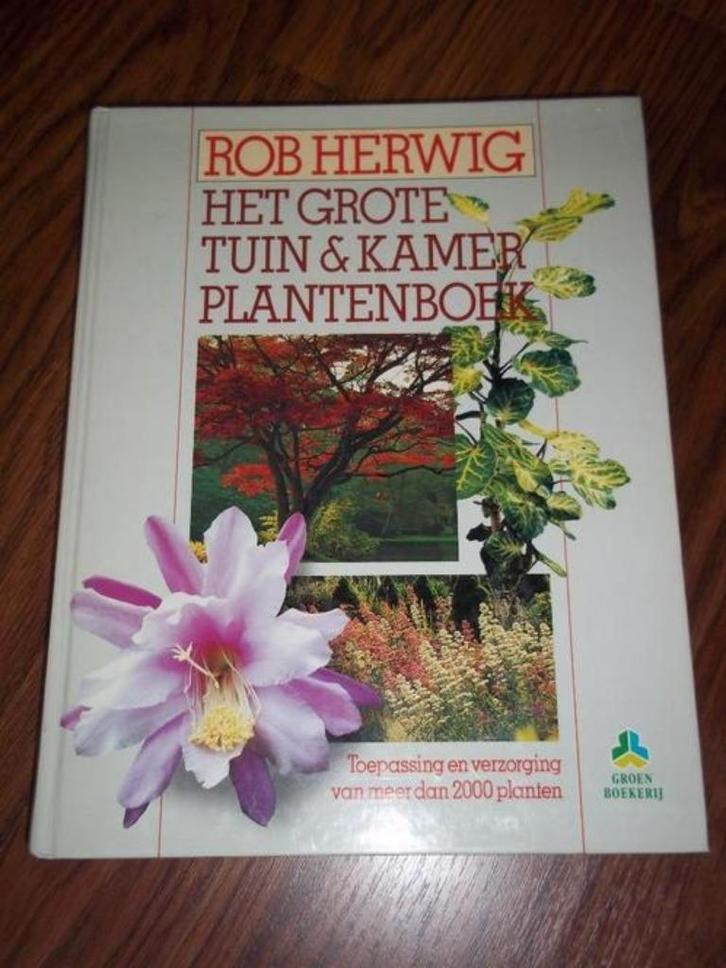 ROB HERWIG
HET GROTE
TUIN & KAMER
PLANTENBOEK
Toepassing en verzorging
van meer dan 2000 planten
GROEN
BOEKERIJ